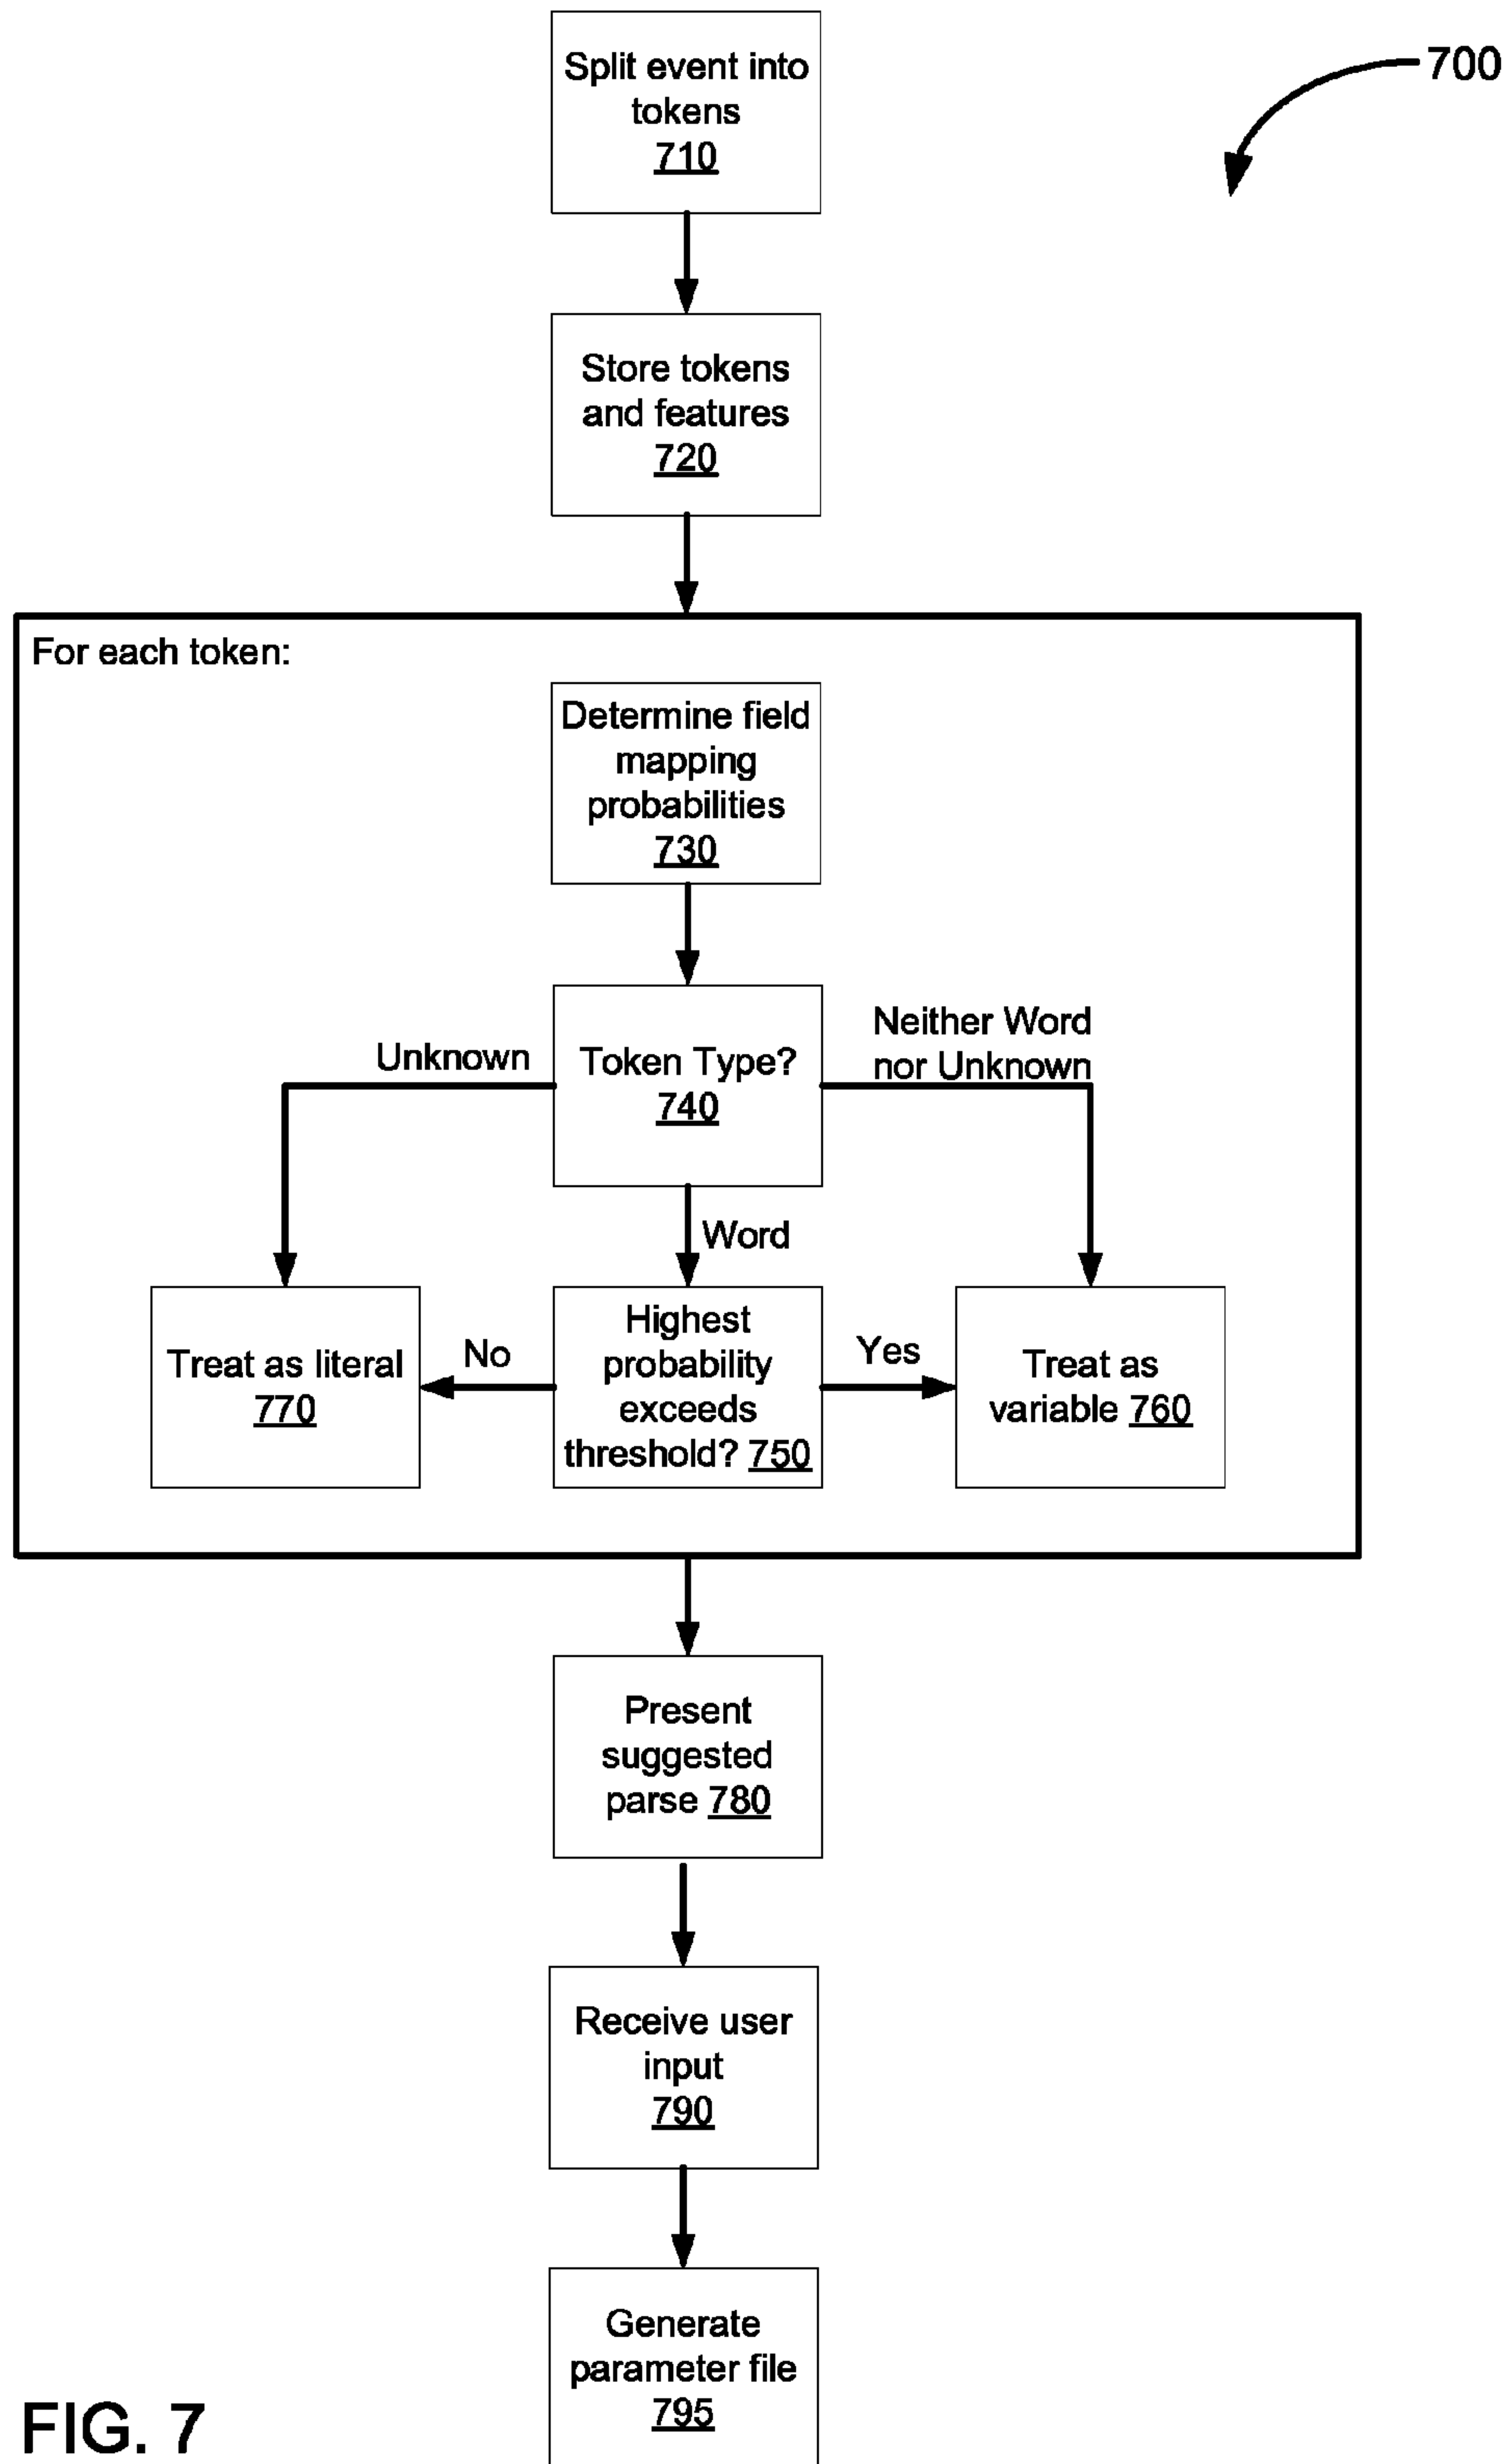 Split event into
tokens
710
700
Store tokens
and features
720
For each token:
Determine field
mapping
probabilities
730
Unknown
Token Type?
740
Neither Word
nor Unknown
Word
Treat as literal
770
No
Highest
probability
exceeds
threshold? 750
Yes
Treat as
variable 760
Present
suggested
parse 780
Receive user
input
790
Generate
parameter file
795
FIG. 7